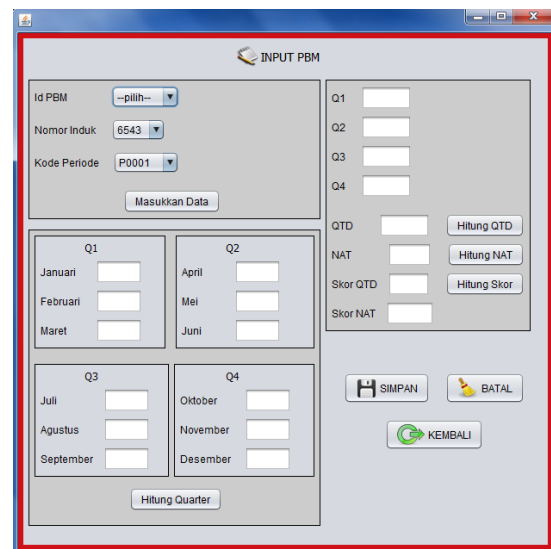 INPUT PBM
Id PBM --pilih--
Nomor Induk 6543
Kode Periode P0001
Masukkan Data
Q1
Januari
Februari
Maret
Q2
April
Mei
Juni
Q3
Juli
Agustus
September
Q4
Oktober
November
Desember
Hitung Quarter
Q1
Q2
Q3
Q4
QTD Hitung QTD
NAT Hitung NAT
Skor QTD Hitung Skor
Skor NAT
SIMPAN BATAL
KEMBALI